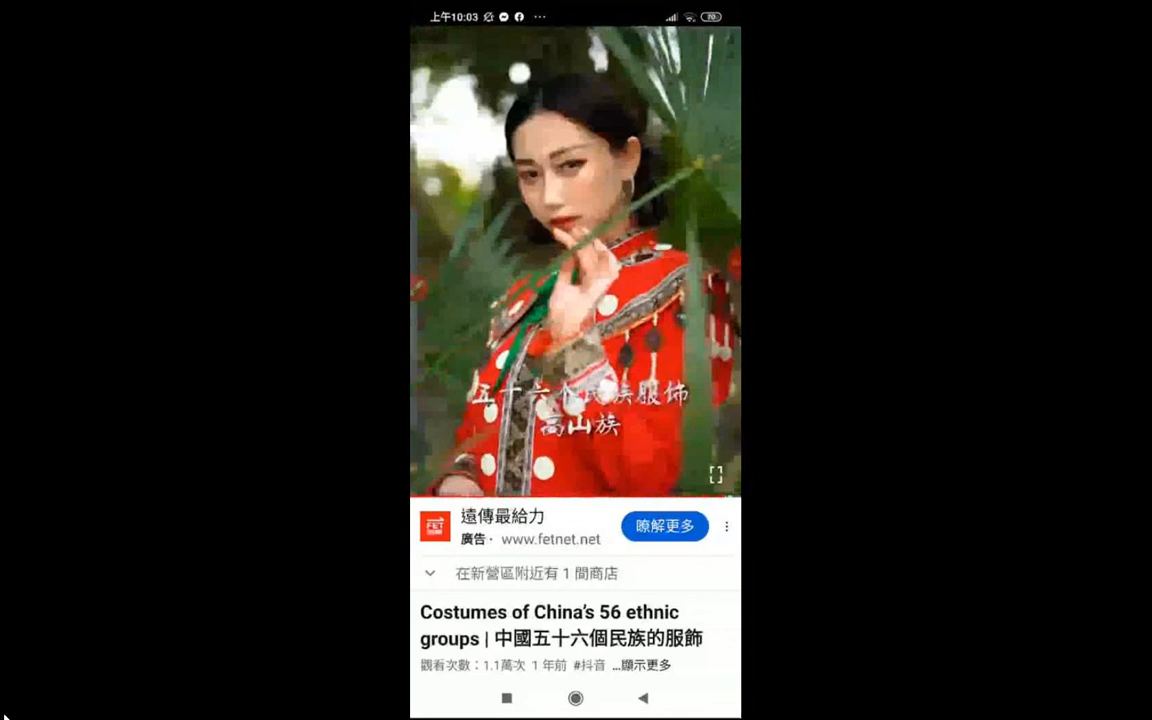 上午10:03
70
五十六个民族服饰
高山族
FET
遠傳最給力
廣告 · www.fetnet.net
瞭解更多
在新營區附近有 1 間商店
Costumes of China’s 56 ethnic
groups | 中國五十六個民族的服飾
觀看次數：1.1萬次 1 年前 #抖音 ...顯示更多